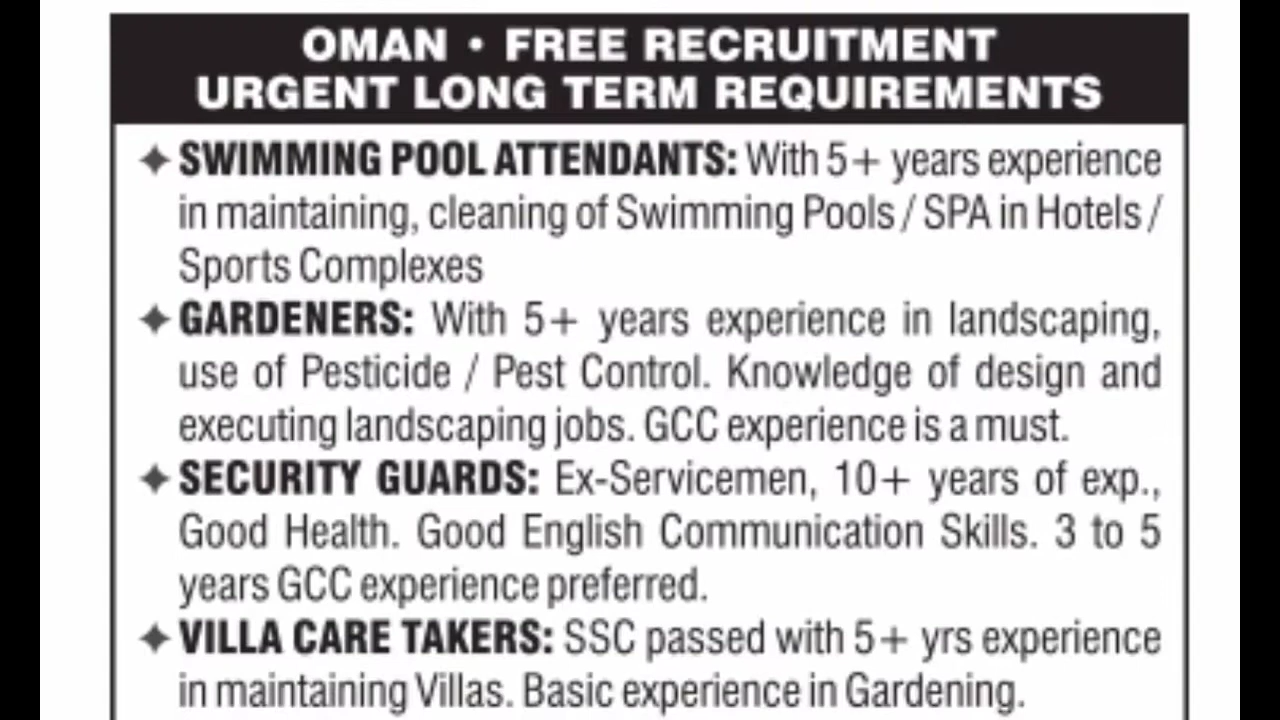 OMAN • FREE RECRUITMENT
URGENT LONG TERM REQUIREMENTS
✦ SWIMMING POOL ATTENDANTS: With 5+ years experience
in maintaining, cleaning of Swimming Pools / SPA in Hotels /
Sports Complexes
✦ GARDENERS: With 5+ years experience in landscaping,
use of Pesticide / Pest Control. Knowledge of design and
executing landscaping jobs. GCC experience is a must.
✦ SECURITY GUARDS: Ex-Servicemen, 10+ years of exp.,
Good Health. Good English Communication Skills. 3 to 5
years GCC experience preferred.
✦ VILLA CARE TAKERS: SSC passed with 5+ yrs experience
in maintaining Villas. Basic experience in Gardening.